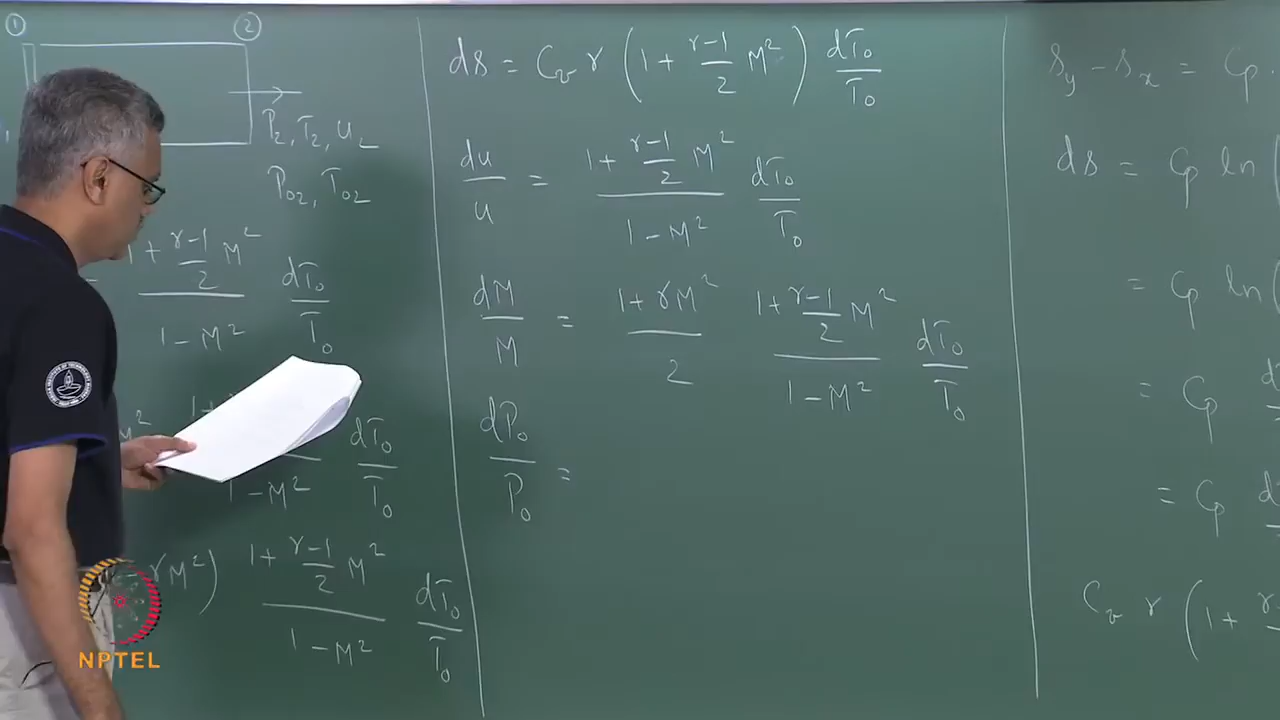 ① ②
P₂, T₂, u₂
P₀₂, T₀₂
1 + γ-1/2 M² / 1 - M² dT₀/T₀
M² 1+ / 1 - M² dT₀/T₀
γM²) 1 + γ-1/2 M² / 1 - M² dT₀/T₀
ds = Cv γ (1 + γ-1/2 M²) dT₀/T₀
du/u = 1 + γ-1/2 M² / 1 - M² dT₀/T₀
dM/M = 1 + γM² / 2 1 + γ-1/2 M² / 1 - M² dT₀/T₀
dP₀/P₀ =
Sy - Sx = Cp
ds = Cp ln(
= Cp ln(
= Cp d
= Cp d
Cv γ (1 +
NPTEL